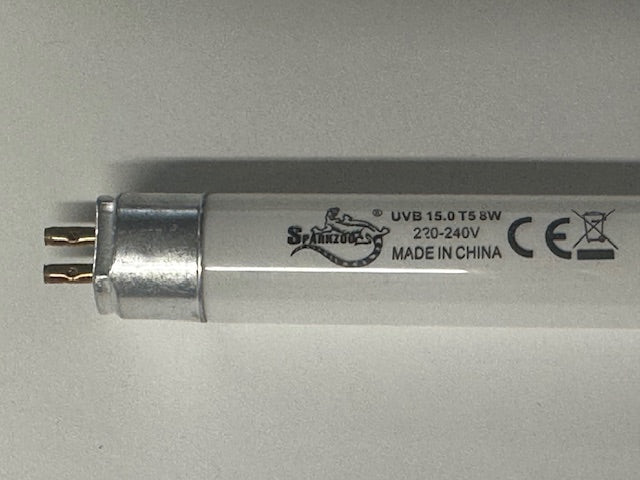 SPARKZOO'S ®
UVB 15.0 T5 8W
220-240V
MADE IN CHINA
CE